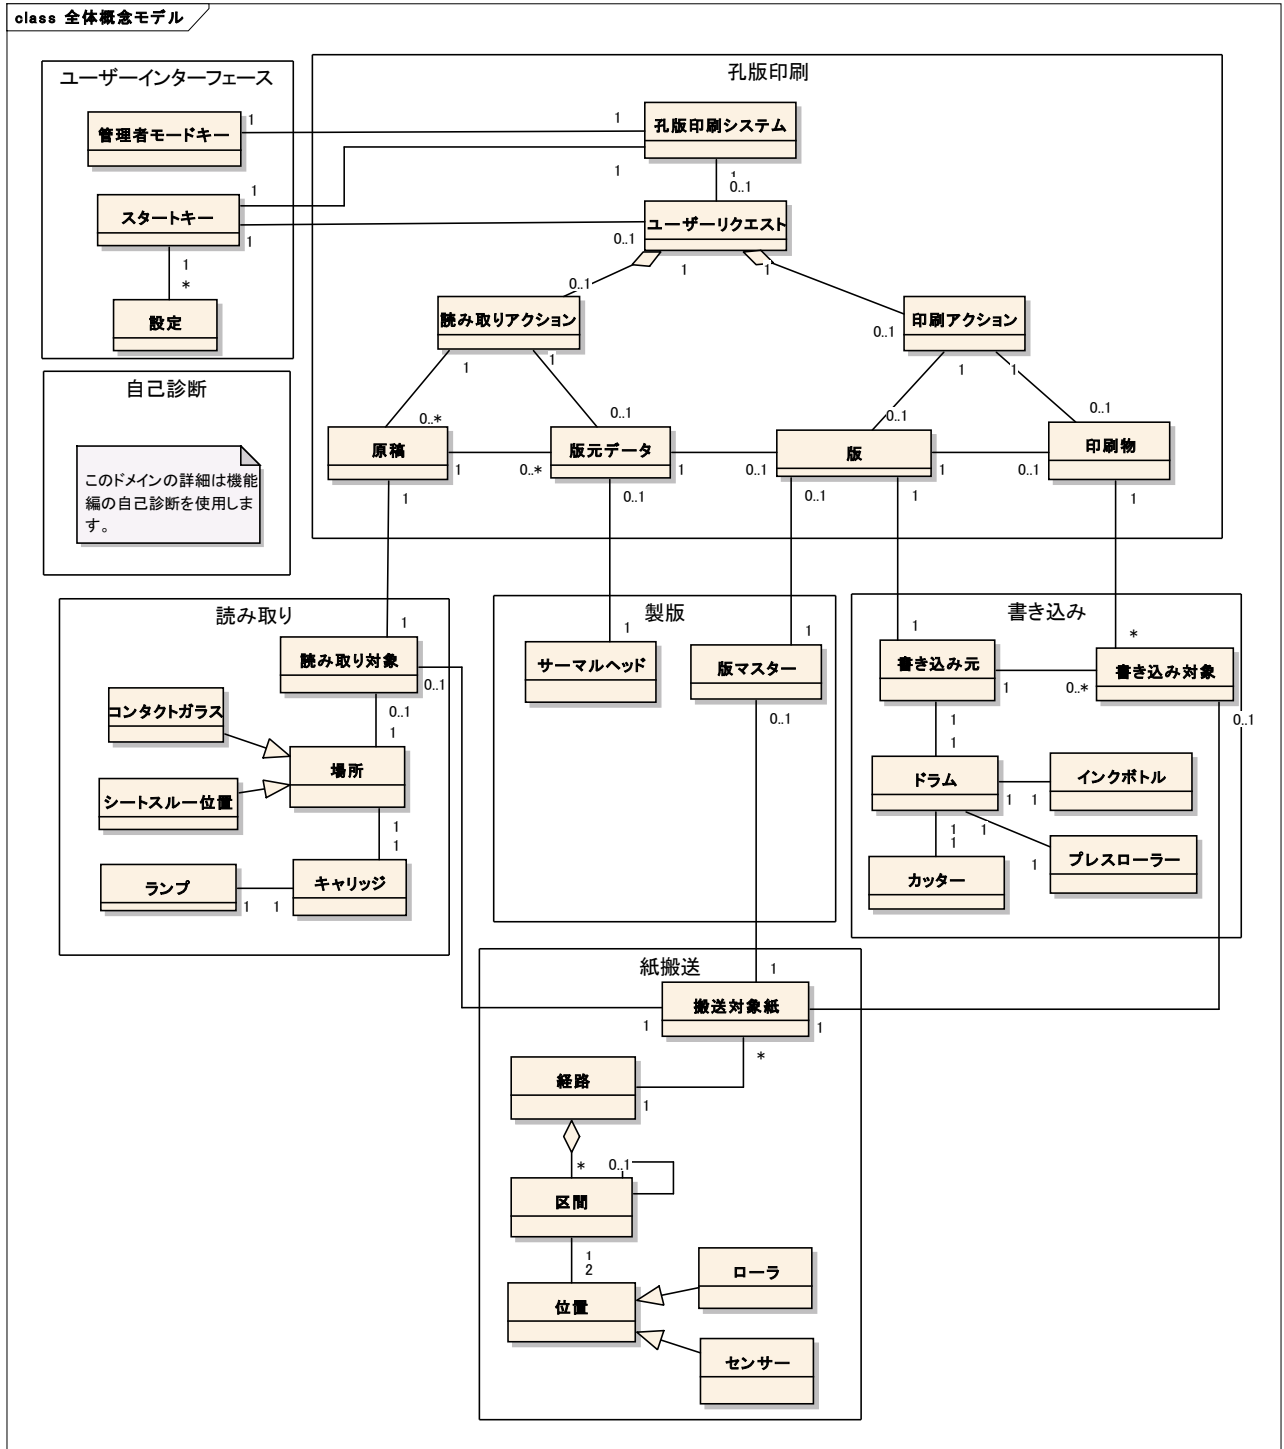 class 全体概念モデル
ユーザーインターフェース
管理者モードキー
1
スタートキー
1
1
1
*
設定
孔版印刷
1
孔版印刷システム
1
1
0..1
ユーザーリクエスト
0..1
1
1
0..1
読み取りアクション
0..1
印刷アクション
1
1
1
1
0..*
0..1
0..1
0..1
原稿
版元データ
版
印刷物
1
0..*
1
0..1
1
0..1
1
0..1
0..1
1
1
自己診断
このドメインの詳細は機能
編の自己診断を使用しま
す。
読み取り
1
読み取り対象
0..1
コンタクトガラス
0..1
1
場所
シートスルー位置
1
1
ランプ
キャリッジ
1
1
製版
1
1
サーマルヘッド
版マスター
0..1
書き込み
1
*
書き込み元
書き込み対象
1
0..*
0..1
1
1
ドラム
インクボトル
1
1
1
1
1
1
プレスローラー
カッター
紙搬送
1
搬送対象紙
1
1
*
経路
1
*
0..1
区間
1
2
ローラ
位置
センサー